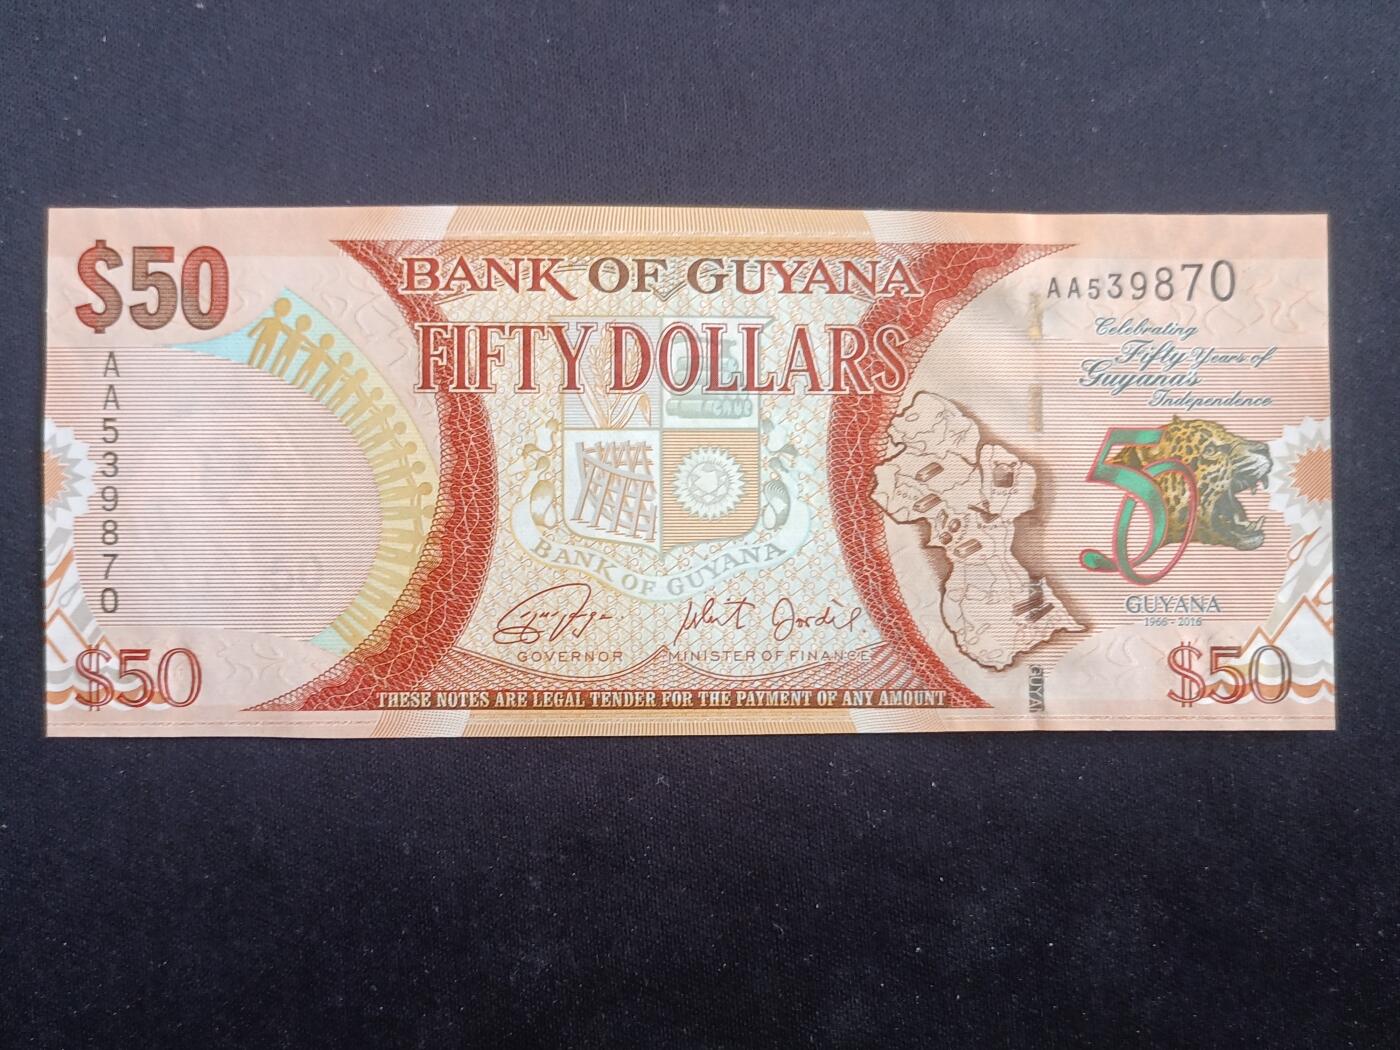 $50
BANK OF GUYANA
FIFTY DOLLARS
AA539870
Celebrating
Fifty Years of
Guyana's
Independence
AA539870
50
BANK OF GUYANA
GUYANA
1966 - 2016
GOVERNOR
MINISTER OF FINANCE
$50
THESE NOTES ARE LEGAL TENDER FOR THE PAYMENT OF ANY AMOUNT
$50